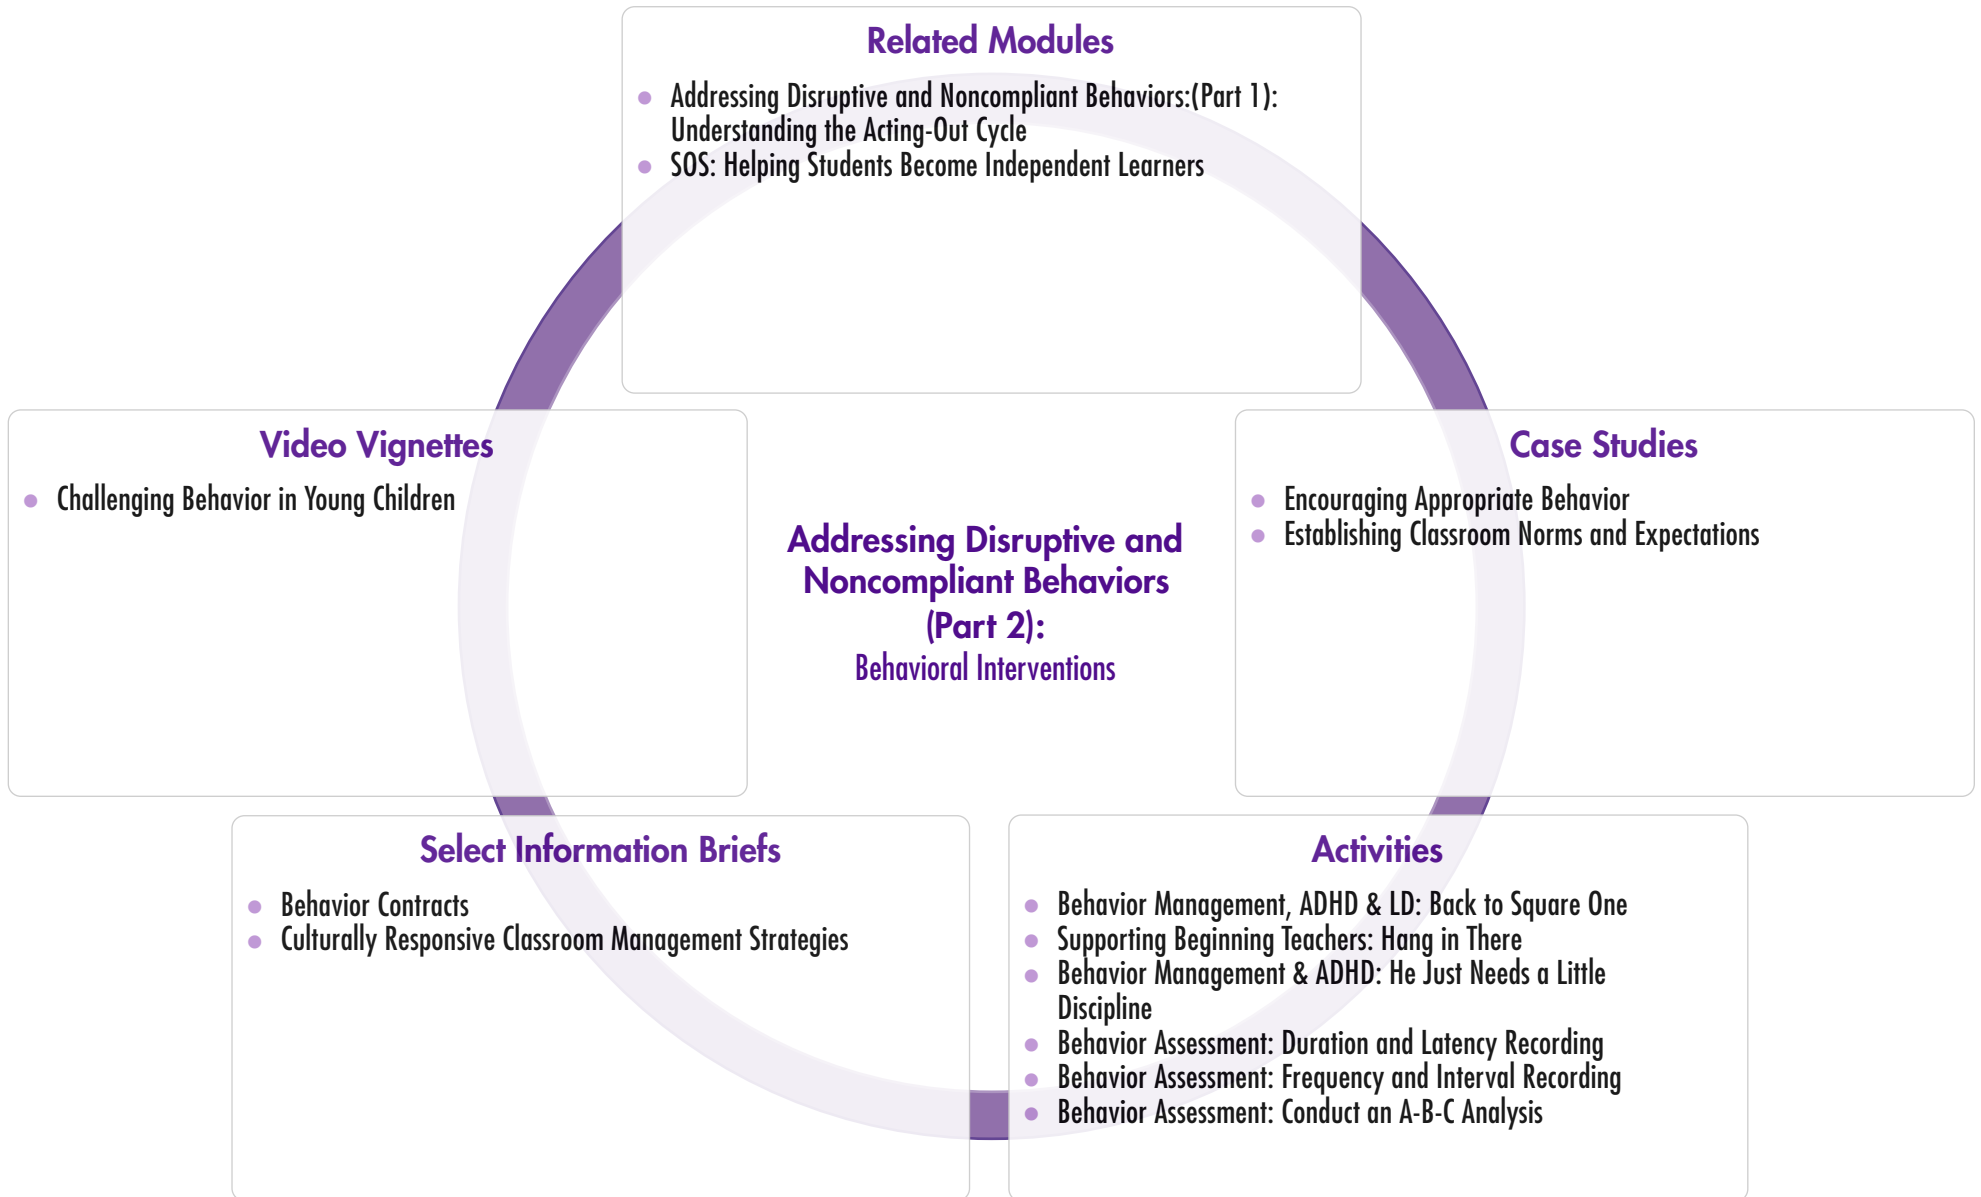 Related Modules
Addressing Disruptive and Noncompliant Behaviors:(Part 1):
Understanding the Acting-Out Cycle
SOS: Helping Students Become Independent Learners
Video Vignettes
Challenging Behavior in Young Children
Addressing Disruptive and
Noncompliant Behaviors
(Part 2):
Behavioral Interventions
Case Studies
Encouraging Appropriate Behavior
Establishing Classroom Norms and Expectations
Select Information Briefs
Behavior Contracts
Culturally Responsive Classroom Management Strategies
Activities
Behavior Management, ADHD & LD: Back to Square One
Supporting Beginning Teachers: Hang in There
Behavior Management & ADHD: He Just Needs a Little
Discipline
Behavior Assessment: Duration and Latency Recording
Behavior Assessment: Frequency and Interval Recording
Behavior Assessment: Conduct an A-B-C Analysis